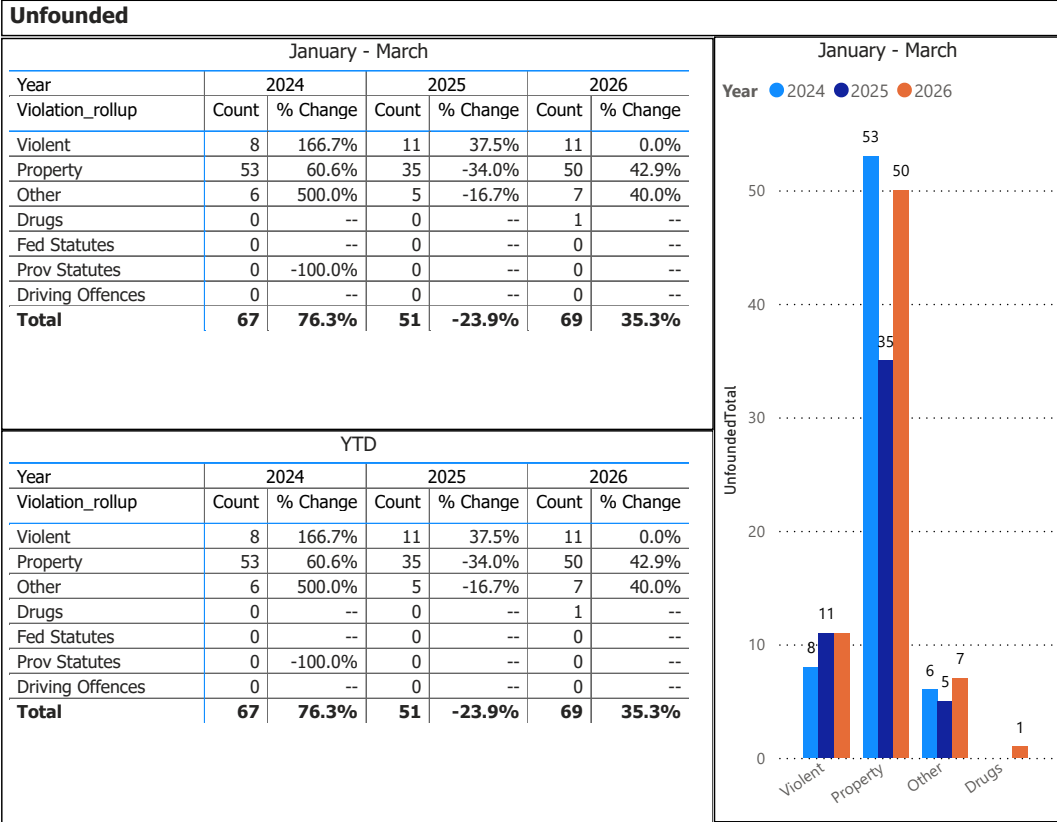 Unfounded
January - March
Year 2024 2025 2026
Violation_rollup Count % Change Count % Change Count % Change
Violent 8 166.7% 11 37.5% 11 0.0%
Property 53 60.6% 35 -34.0% 50 42.9%
Other 6 500.0% 5 -16.7% 7 40.0%
Drugs 0 -- 0 -- 1 --
Fed Statutes 0 -- 0 -- 0 --
Prov Statutes 0 -100.0% 0 -- 0 --
Driving Offences 0 -- 0 -- 0 --
Total 67 76.3% 51 -23.9% 69 35.3%
YTD
Year 2024 2025 2026
Violation_rollup Count % Change Count % Change Count % Change
Violent 8 166.7% 11 37.5% 11 0.0%
Property 53 60.6% 35 -34.0% 50 42.9%
Other 6 500.0% 5 -16.7% 7 40.0%
Drugs 0 -- 0 -- 1 --
Fed Statutes 0 -- 0 -- 0 --
Prov Statutes 0 -100.0% 0 -- 0 --
Driving Offences 0 -- 0 -- 0 --
Total 67 76.3% 51 -23.9% 69 35.3%
January - March
Year 2024 2025 2026
UnfoundedTotal
53
50
50
40
35
30
20
11
10
8
6
5
7
1
0
Violent Property Other Drugs